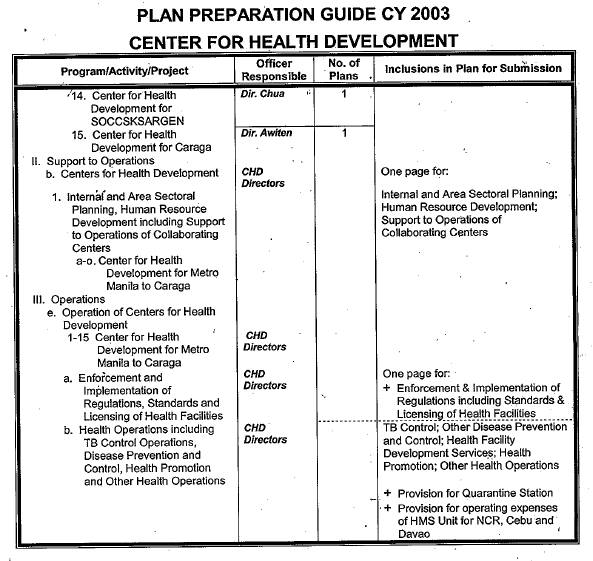 PLAN PREPARATION GUIDE CY 2003
CENTER FOR HEALTH DEVELOPMENT
Program/Activity/Project
Officer
Responsible
No. of
Plans
Inclusions in Plan for Submission
14. Center for Health
Development for
SOCCSKSARGEN
Dir. Chua
1
15. Center for Health
Development for Caraga
Dir. Awiten
1
II. Support to Operations
b. Centers for Health Development
CHD
Directors
One page for:
1. Internal and Area Sectoral
Planning, Human Resource
Development including Support
to Operations of Collaborating
Centers
Internal and Area Sectoral Planning;
Human Resource Development;
Support to Operations of
Collaborating Centers
a-o. Center for Health
Development for Metro
Manila to Caraga
III. Operations
e. Operation of Centers for Health
Development
1-15 Center for Health
Development for Metro
Manila to Caraga
CHD
Directors
a. Enforcement and
Implementation of
Regulations, Standards and
Licensing of Health Facilities
CHD
Directors
One page for:
+ Enforcement & Implementation of
Regulations including Standards &
Licensing of Health Facilities
b. Health Operations including
TB Control Operations,
Disease Prevention and
Control, Health Promotion
and Other Health Operations
CHD
Directors
TB Control; Other Disease Prevention
and Control; Health Facility
Development Services; Health
Promotion; Other Health Operations
+ Provision for Quarantine Station
+ Provision for operating expenses
of HMS Unit for NCR, Cebu and
Davao